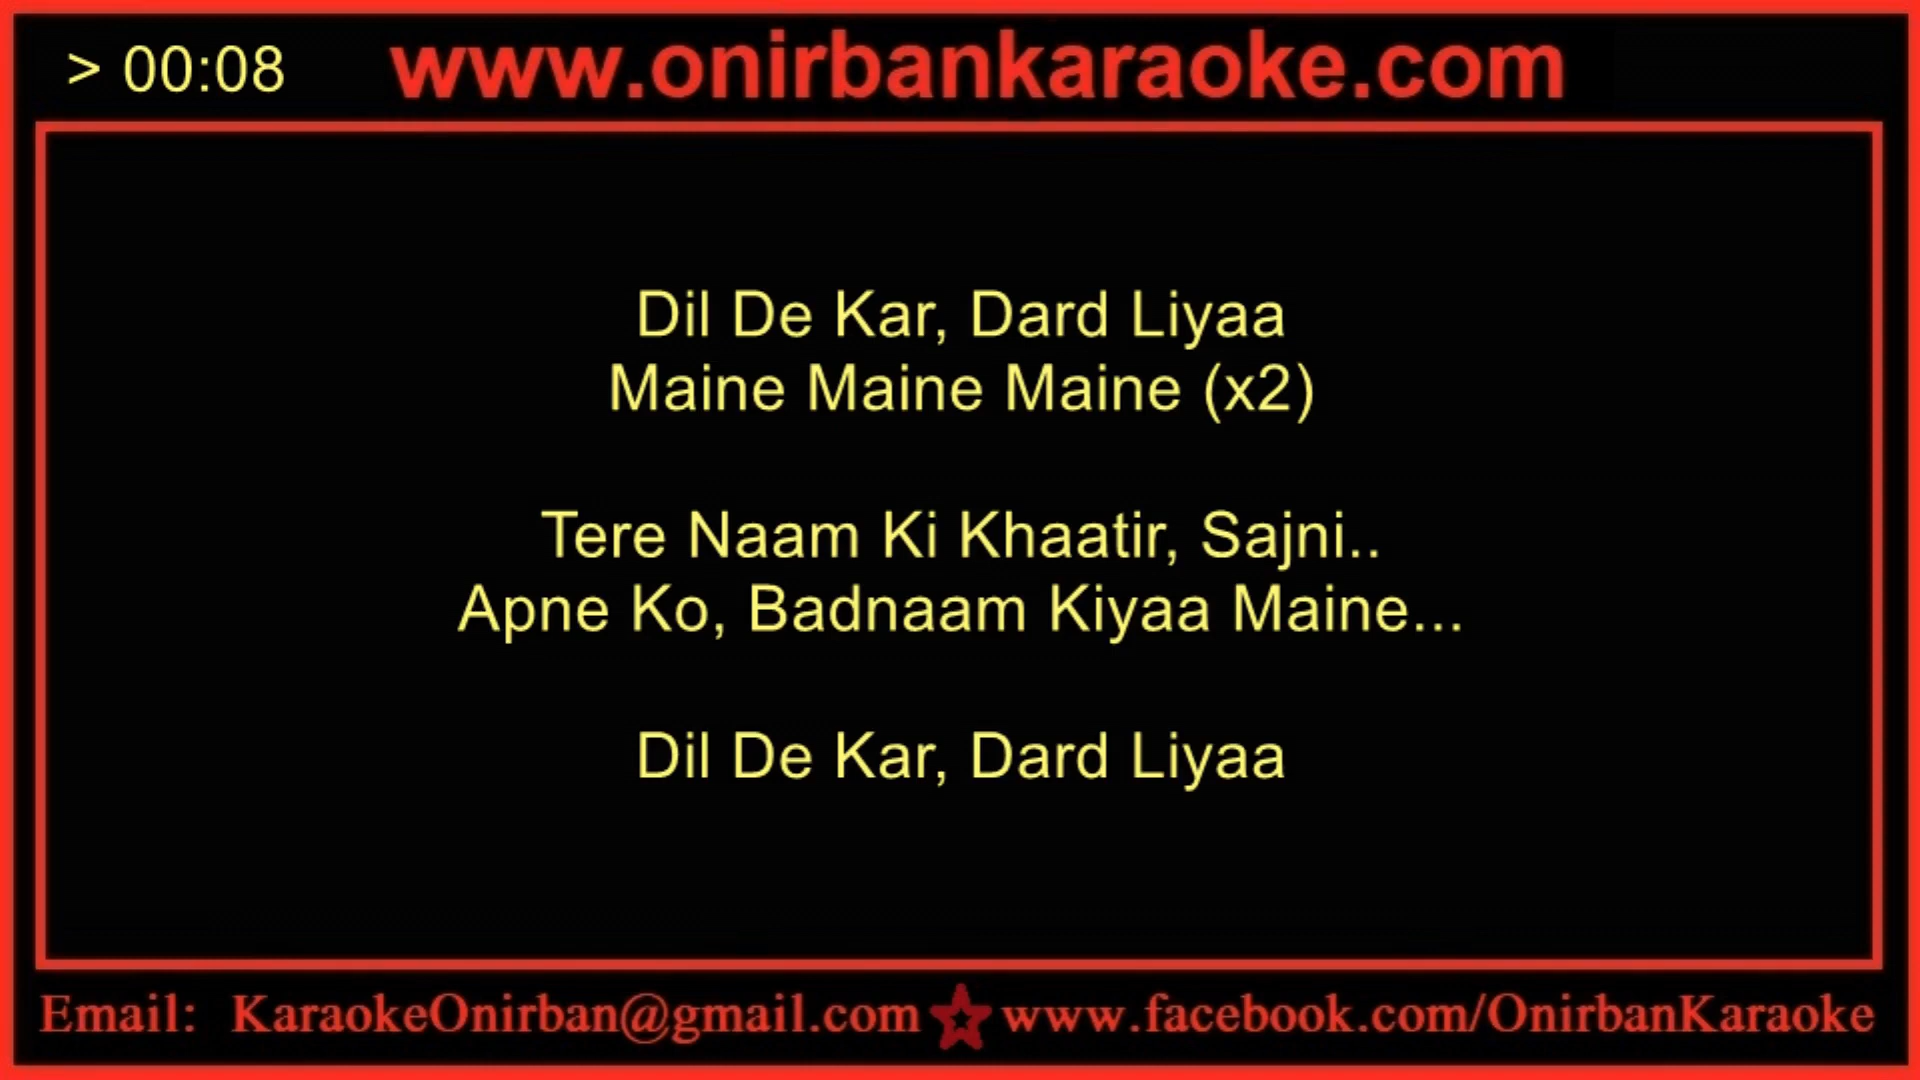 > 00:08 www.onirbankaraoke.com
Dil De Kar, Dard Liyaa
Maine Maine Maine (x2)
Tere Naam Ki Khaatir, Sajni..
Apne Ko, Badnaam Kiyaa Maine...
Dil De Kar, Dard Liyaa
Email: KaraokeOnirban@gmail.com www.facebook.com/OnirbanKaraoke